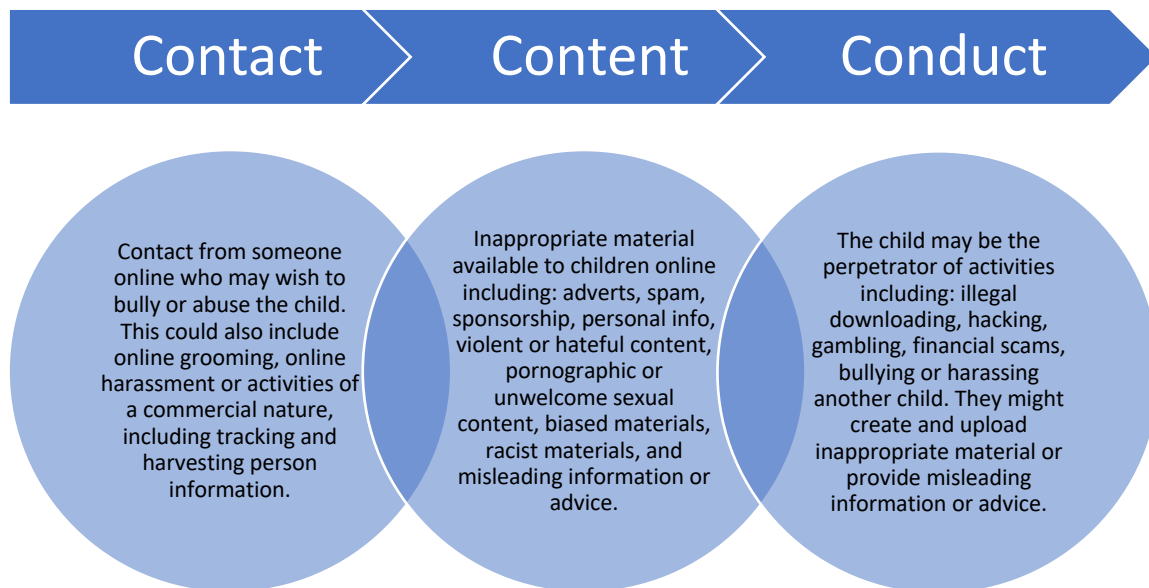 Contact
Content
Conduct
Contact from someone
online who may wish to
bully or abuse the child.
This could also include
online grooming, online
harassment or activities of
a commercial nature,
including tracking and
harvesting person
information.
Inappropriate material
available to children online
including: adverts, spam,
sponsorship, personal info,
violent or hateful content,
pornographic or
unwelcome sexual
content, biased materials,
racist materials, and
misleading information or
advice.
The child may be the
perpetrator of activities
including: illegal
downloading, hacking,
gambling, financial scams,
bullying or harassing
another child. They might
create and upload
inappropriate material or
provide misleading
information or advice.